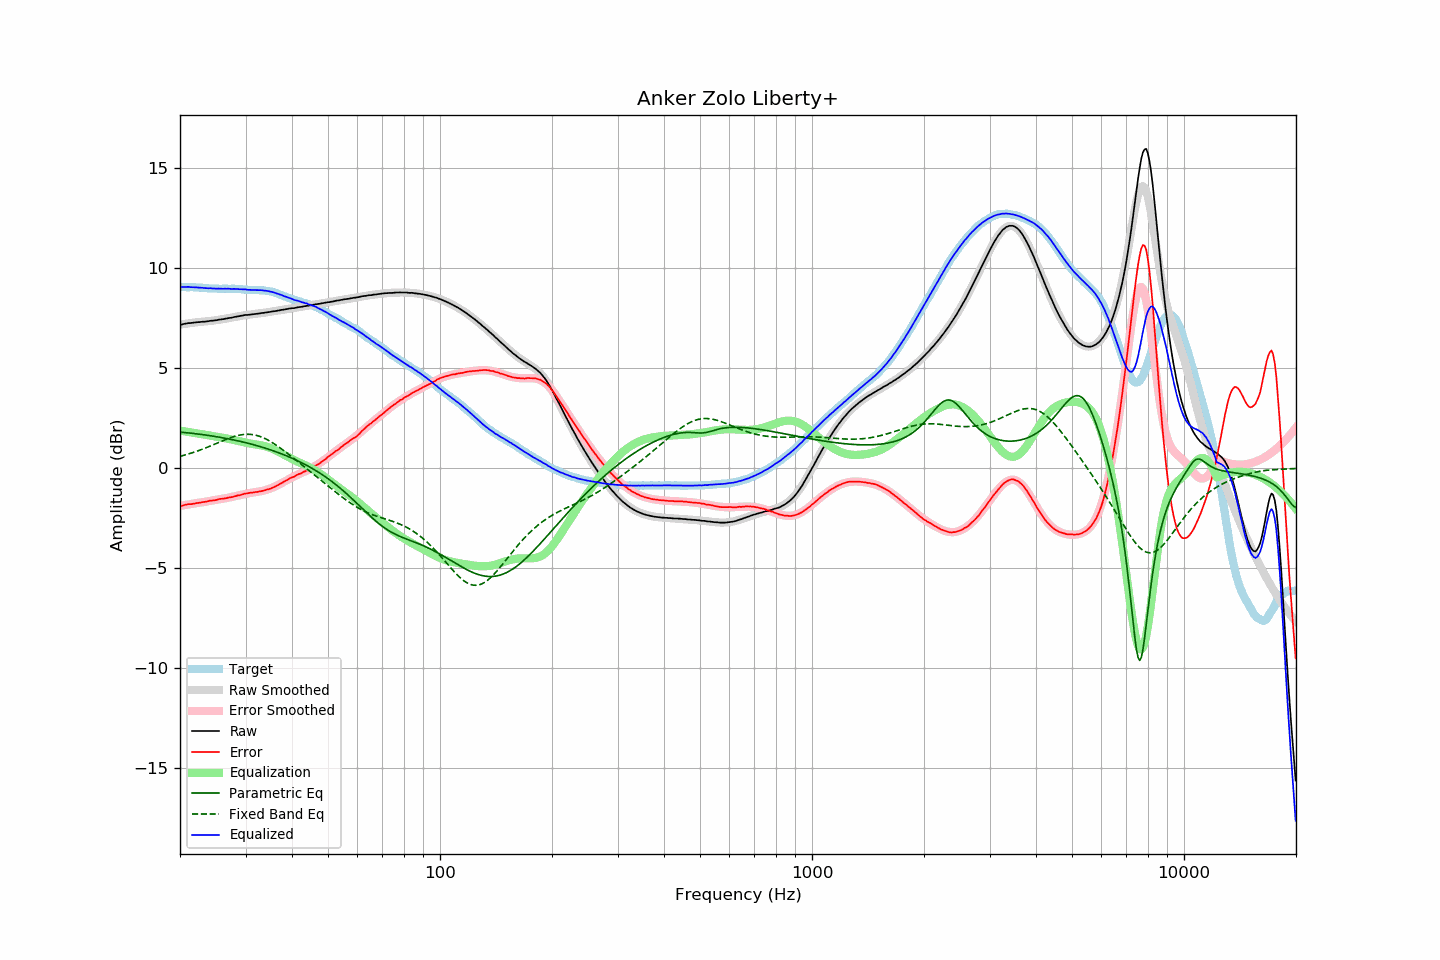 Anker Zolo Liberty+
15
10
5
0
−5
−10
−15
Amplitude (dBr)
Target
Raw Smoothed
Error Smoothed
Raw
Error
Equalization
Parametric Eq
Fixed Band Eq
Equalized
100 1000 10000
Frequency (Hz)